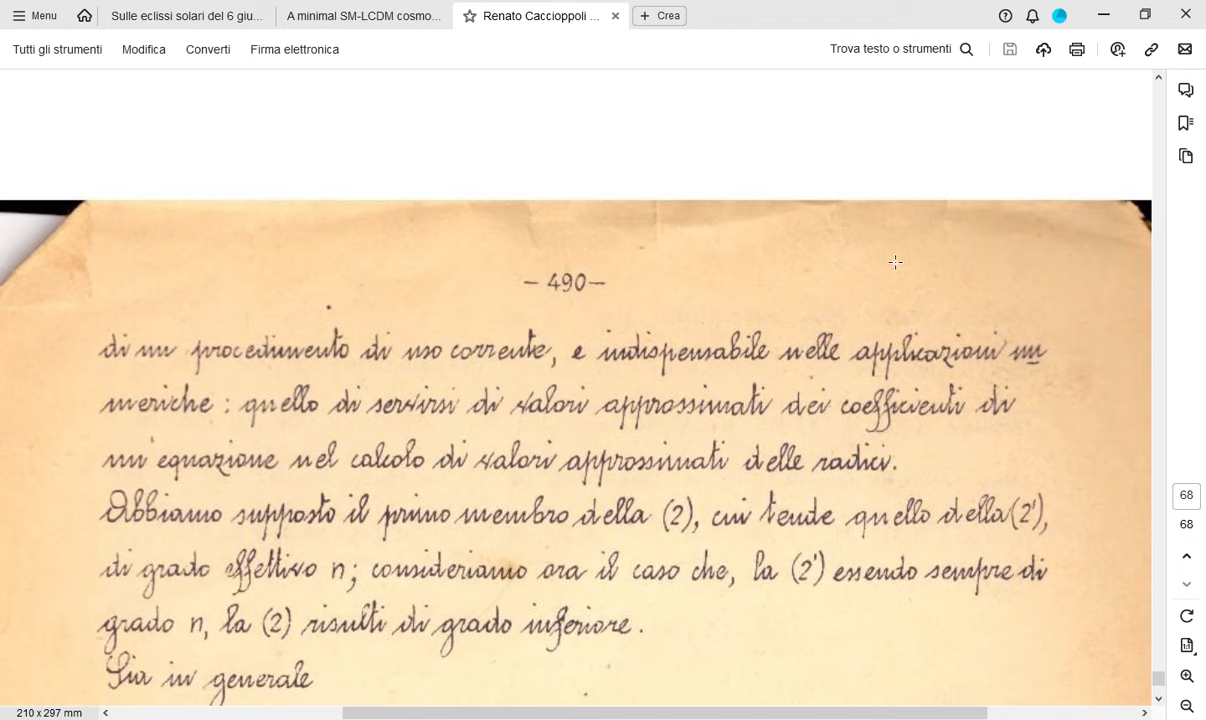 Menu
Sulle eclissi solari del 6 giu...
A minimal SM-LCDM cosmo...
Renato Caccioppoli ...
Crea
Tutti gli strumenti
Modifica
Converti
Firma elettronica
Trova testo o strumenti
– 490 –
di un procedimento di uso corrente, e indispensabile nelle applicazioni nu
meriche : quello di servirsi di valori approssimati dei coefficienti di
un'equazione nel calcolo di valori approssimati delle radici.
Abbiamo supposto il primo membro della (2), cui tende quello della (2'),
di grado effettivo n; consideriamo ora il caso che, la (2') essendo sempre di
grado n, la (2) risulti di grado inferiore.
Sia in generale
68
68
210 x 297 mm